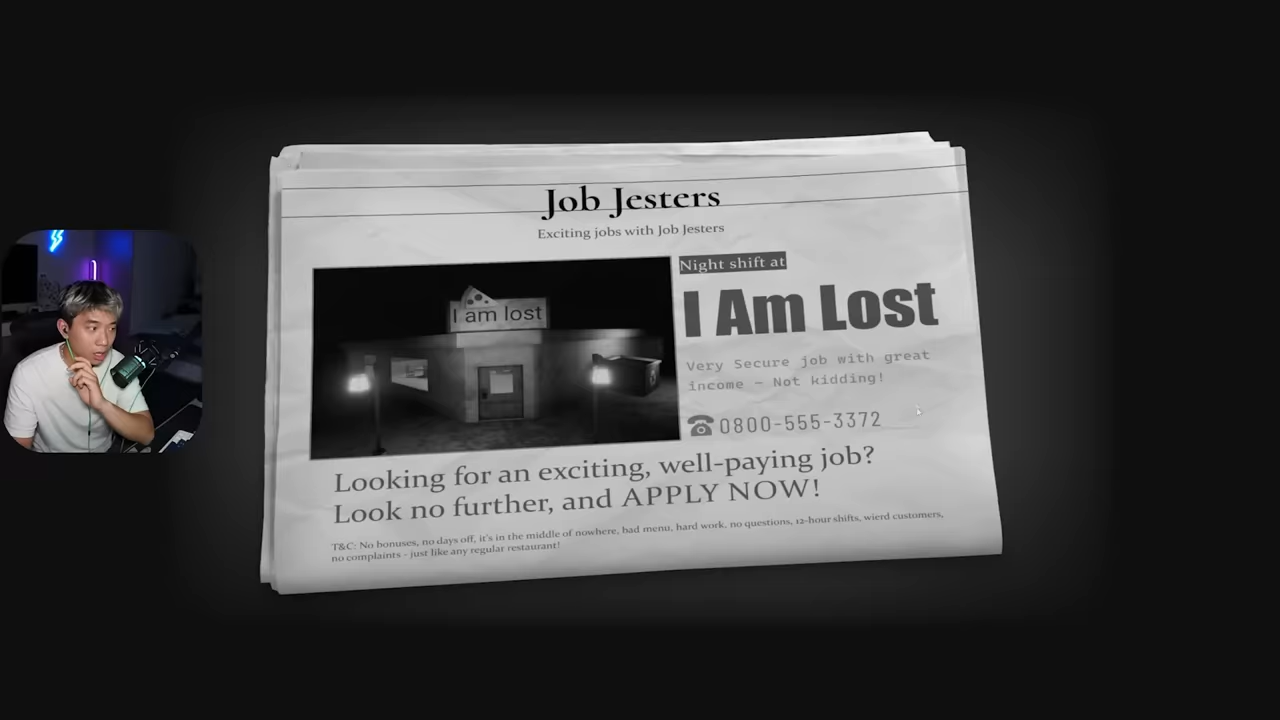 Job Jesters
Exciting jobs with Job Jesters
I am lost
Night shift at
I Am Lost
Very Secure job with great
income - Not kidding!
0800-555-3372
Looking for an exciting, well-paying job?
Look no further, and APPLY NOW!
T&C: No bonuses, no days off, it's in the middle of nowhere, bad menu, hard work, no questions, 12-hour shifts, wierd customers,
no complaints - just like any regular restaurant!